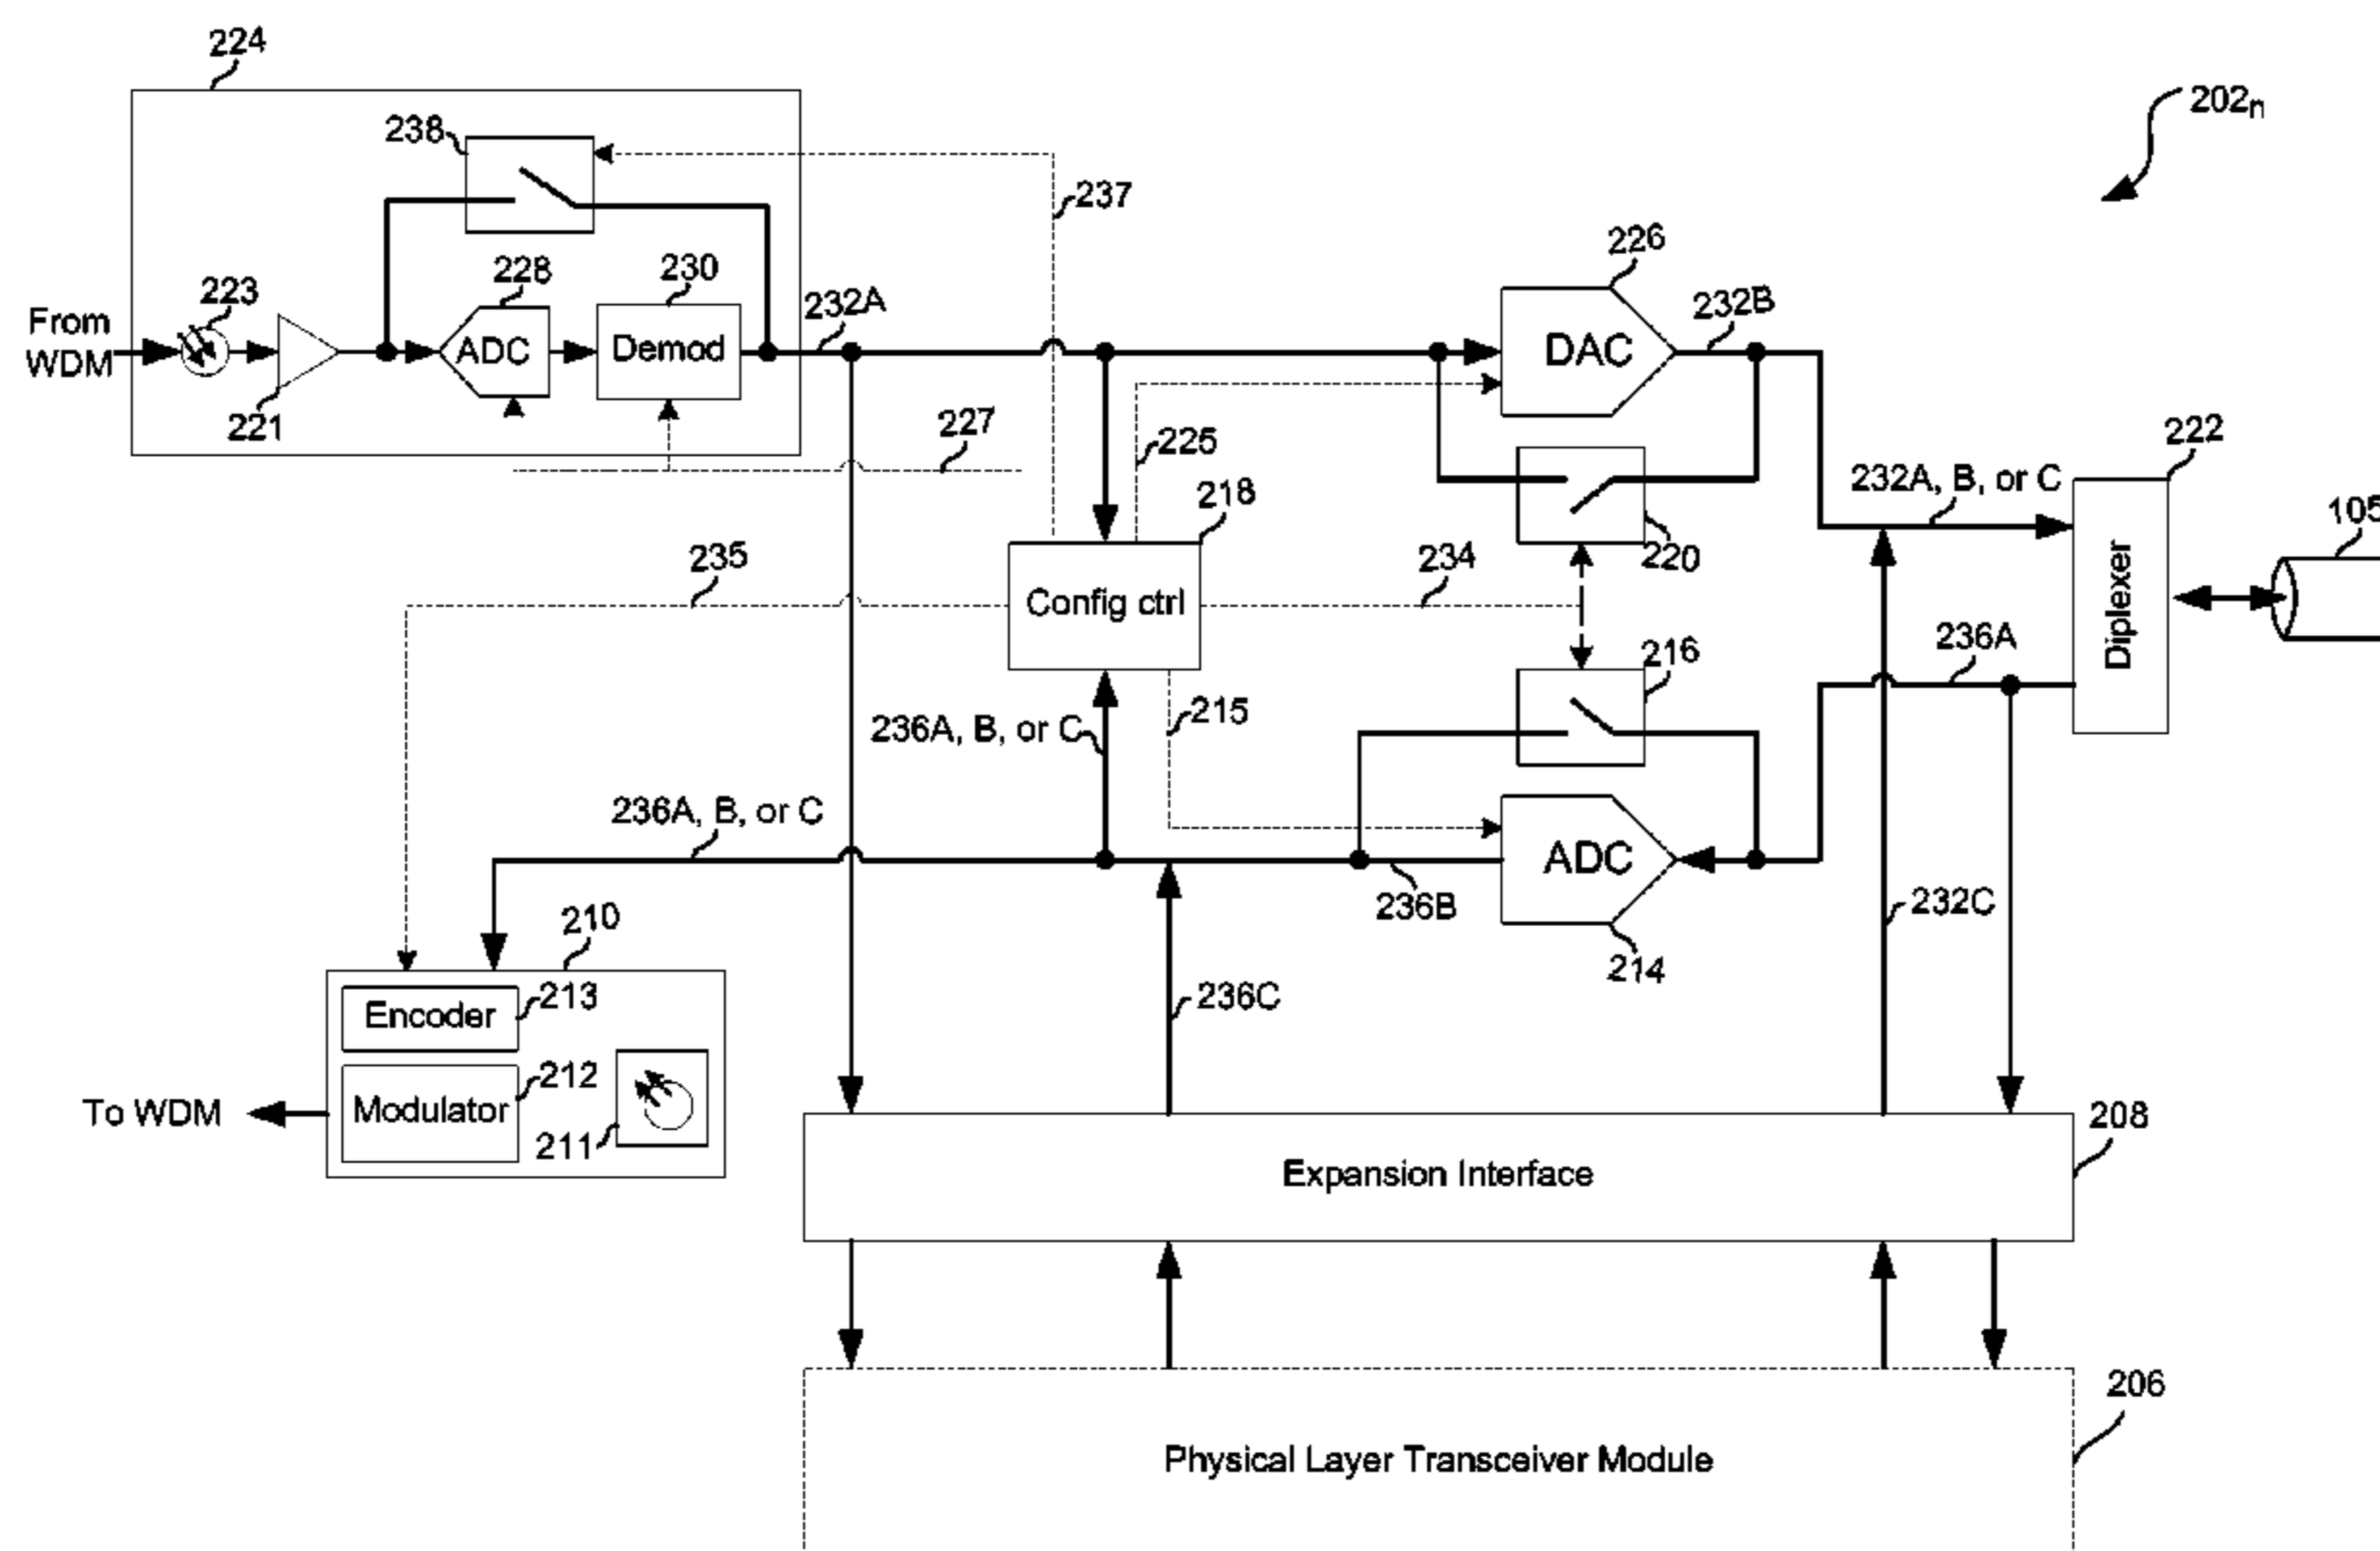 224
202n
238
237
226
223
228
230
232A
232B
From
WDM
ADC
Demod
DAC
221
227
225
222
218
232A, B, or C
105
220
235
234
Config ctrl
Diplexer
236A
216
236A, B, or C
215
236A, B, or C
ADC
236B
232C
210
214
Encoder
213
236C
212
To WDM
Modulator
211
208
Expansion Interface
206
Physical Layer Transceiver Module